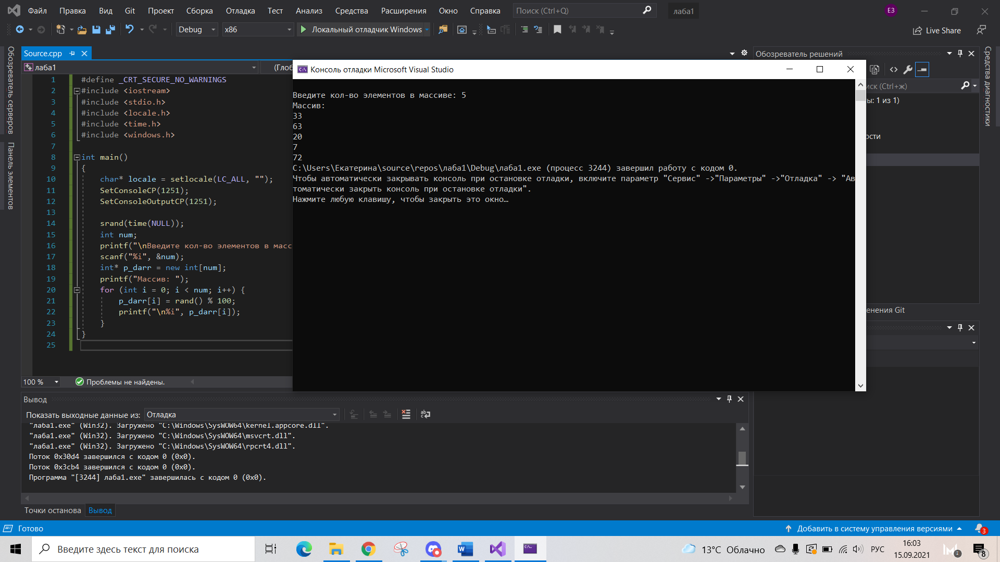 Файл Правка Вид Git Проект Сборка Отладка Тест Анализ Средства Расширения Окно Справка Поиск (Ctrl+Q) лаба1 ЕЗ
Debug x86 Локальный отладчик Windows Live Share
Обозреватель серверов
Панель элементов
Source.cpp
лаба1 (Глоб
1 #define _CRT_SECURE_NO_WARNINGS
2 #include <iostream>
3 #include <stdio.h>
4 #include <locale.h>
5 #include <time.h>
6 #include <windows.h>
7
8 int main()
9 {
10 char* locale = setlocale(LC_ALL, "");
11 SetConsoleCP(1251);
12 SetConsoleOutputCP(1251);
13
14 srand(time(NULL));
15 int num;
16 printf("\nВведите кол-во элементов в масс
17 scanf("%i", &num);
18 int* p_darr = new int[num];
19 printf("Массив: ");
20 for (int i = 0; i < num; i++) {
21 p_darr[i] = rand() % 100;
22 printf("\n%i", p_darr[i]);
23 }
24 }
25
100 % Проблемы не найдены.
Консоль отладки Microsoft Visual Studio
Введите кол-во элементов в массиве: 5
Массив:
33
63
20
7
72
C:\Users\Екатерина\source\repos\лаба1\Debug\лаба1.exe (процесс 3244) завершил работу с кодом 0.
Чтобы автоматически закрывать консоль при остановке отладки, включите параметр "Сервис" ->"Параметры" ->"Отладка" -> "Ав
томатически закрыть консоль при остановке отладки".
Нажмите любую клавишу, чтобы закрыть это окно…
Обозреватель решений
иск (Ctrl+ж)
ы: 1 из 1)
ости
енения Git
Средства диагностики
Вывод
Показать выходные данные из: Отладка
"лаба1.exe" (Win32). Загружено "C:\Windows\SysWOW64\kernel.appcore.dll".
"лаба1.exe" (Win32). Загружено "C:\Windows\SysWOW64\msvcrt.dll".
"лаба1.exe" (Win32). Загружено "C:\Windows\SysWOW64\rpcrt4.dll".
Поток 0x30d4 завершился с кодом 0 (0x0).
Поток 0x3cb4 завершился с кодом 0 (0x0).
Программа "[3244] лаба1.exe" завершилась с кодом 0 (0x0).
Точки останова Вывод
Готово Добавить в систему управления версиями 3
Введите здесь текст для поиска 13°C Облачно РУС 16:03
15.09.2021 3 8